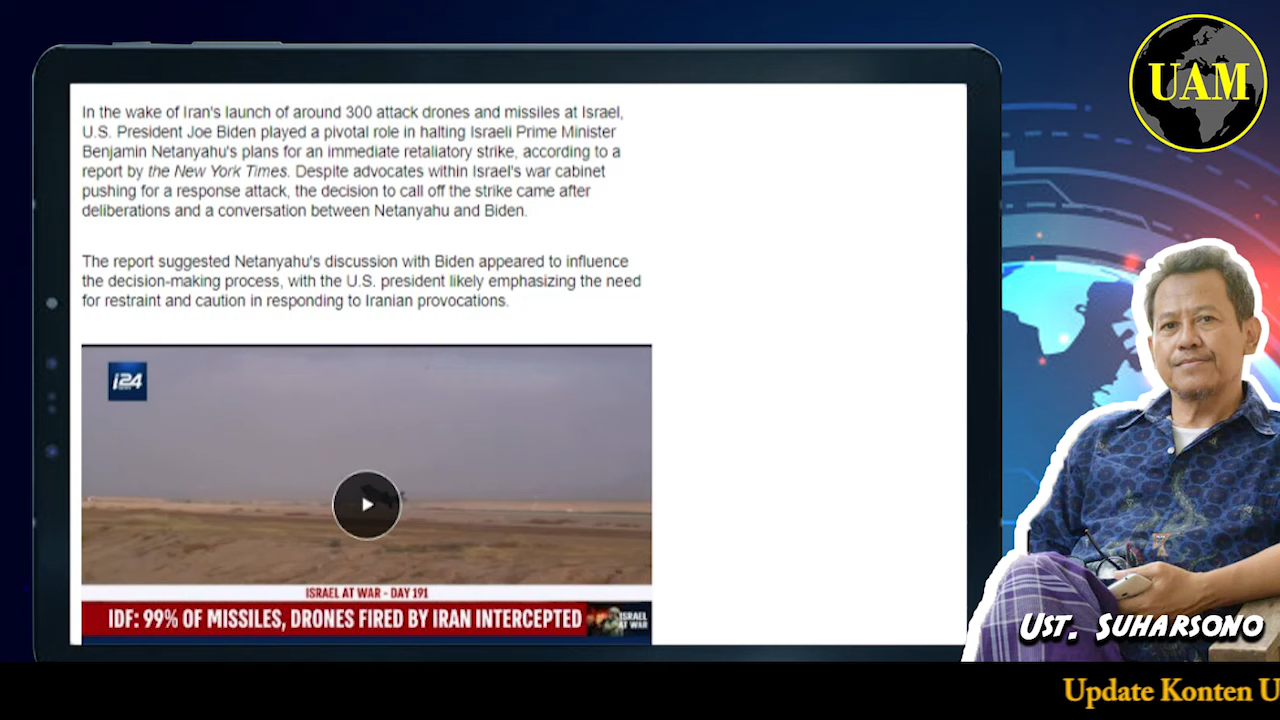 UAM
In the wake of Iran's launch of around 300 attack drones and missiles at Israel,
U.S. President Joe Biden played a pivotal role in halting Israeli Prime Minister
Benjamin Netanyahu's plans for an immediate retaliatory strike, according to a
report by the New York Times. Despite advocates within Israel's war cabinet
pushing for a response attack, the decision to call off the strike came after
deliberations and a conversation between Netanyahu and Biden.
The report suggested Netanyahu's discussion with Biden appeared to influence
the decision-making process, with the U.S. president likely emphasizing the need
for restraint and caution in responding to Iranian provocations.
i24
NEWS
ISRAEL AT WAR - DAY 191
IDF: 99% OF MISSILES, DRONES FIRED BY IRAN INTERCEPTED
ISRAEL
AT WAR
UST. SUHARSONO
Update Konten U